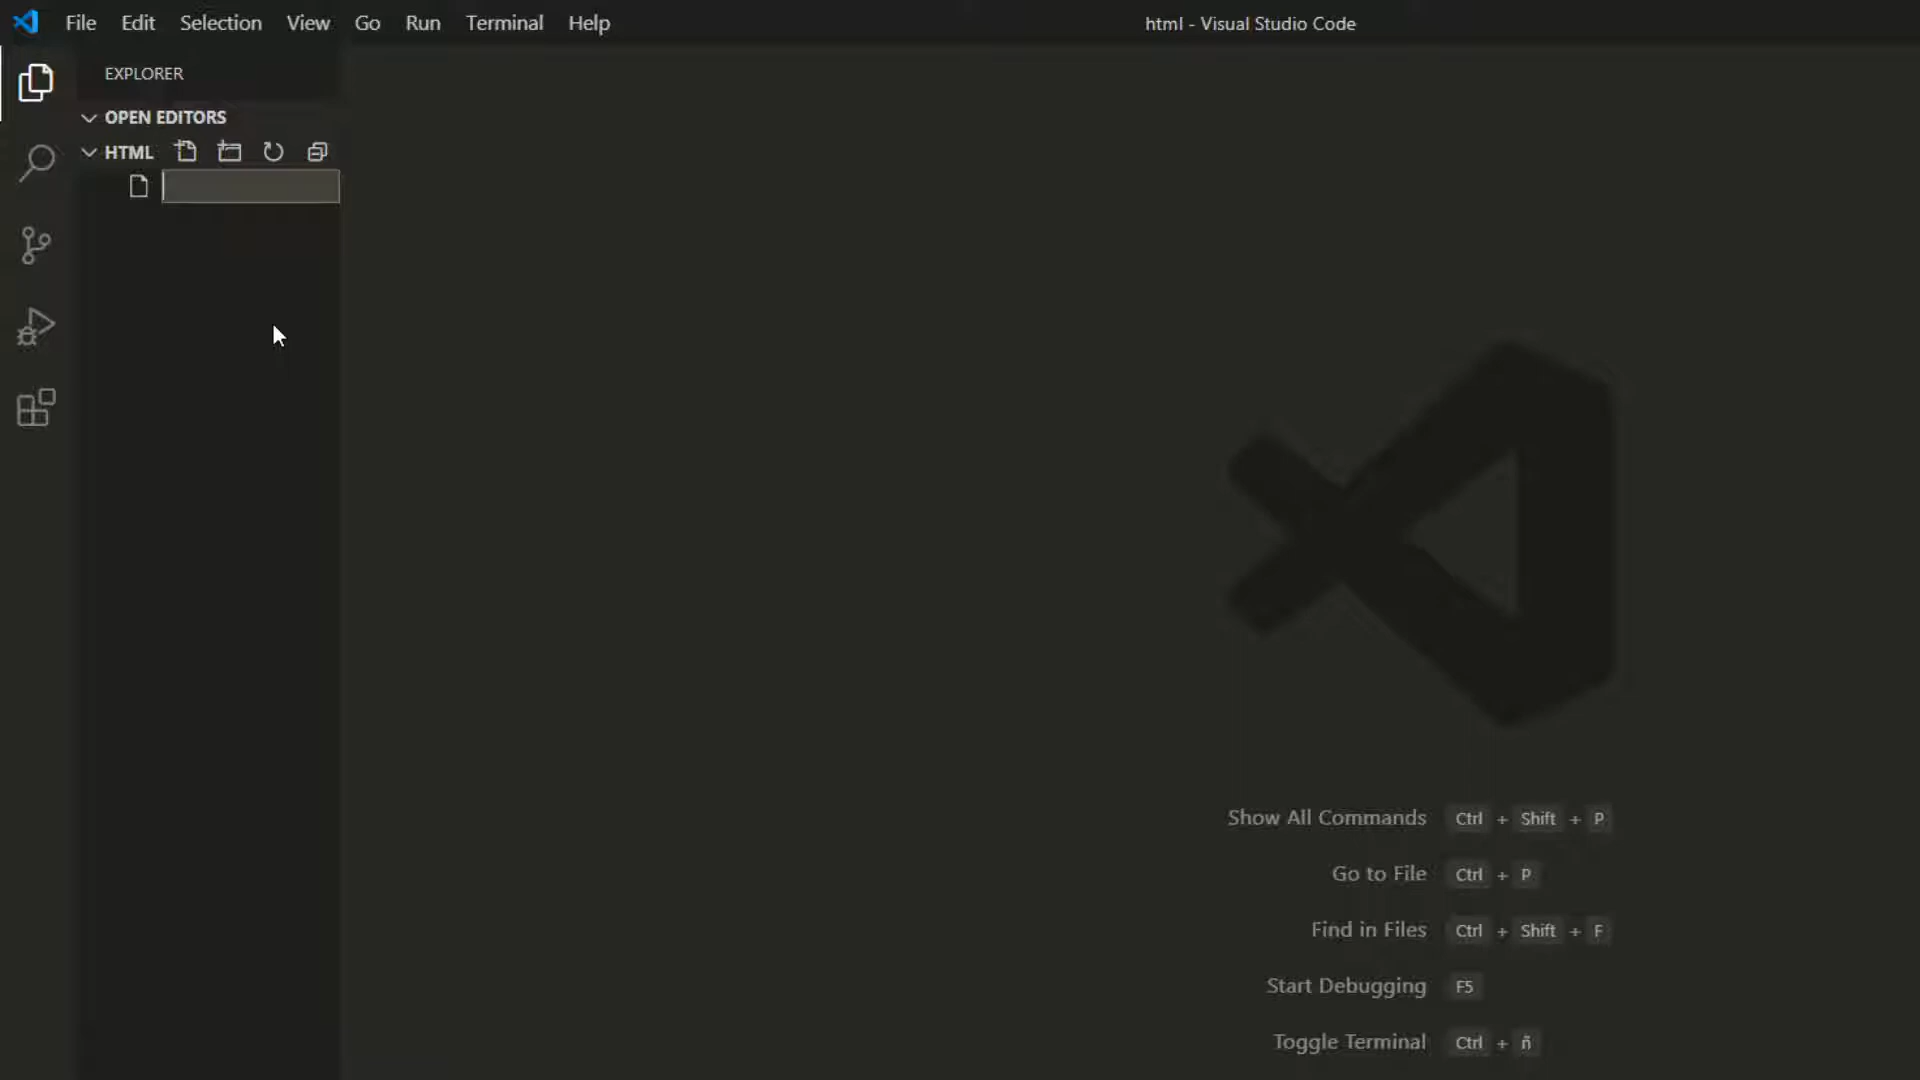 File Edit Selection View Go Run Terminal Help
html - Visual Studio Code
EXPLORER
OPEN EDITORS
HTML
Show All Commands Ctrl + Shift + P
Go to File Ctrl + P
Find in Files Ctrl + Shift + F
Start Debugging F5
Toggle Terminal Ctrl + ñ